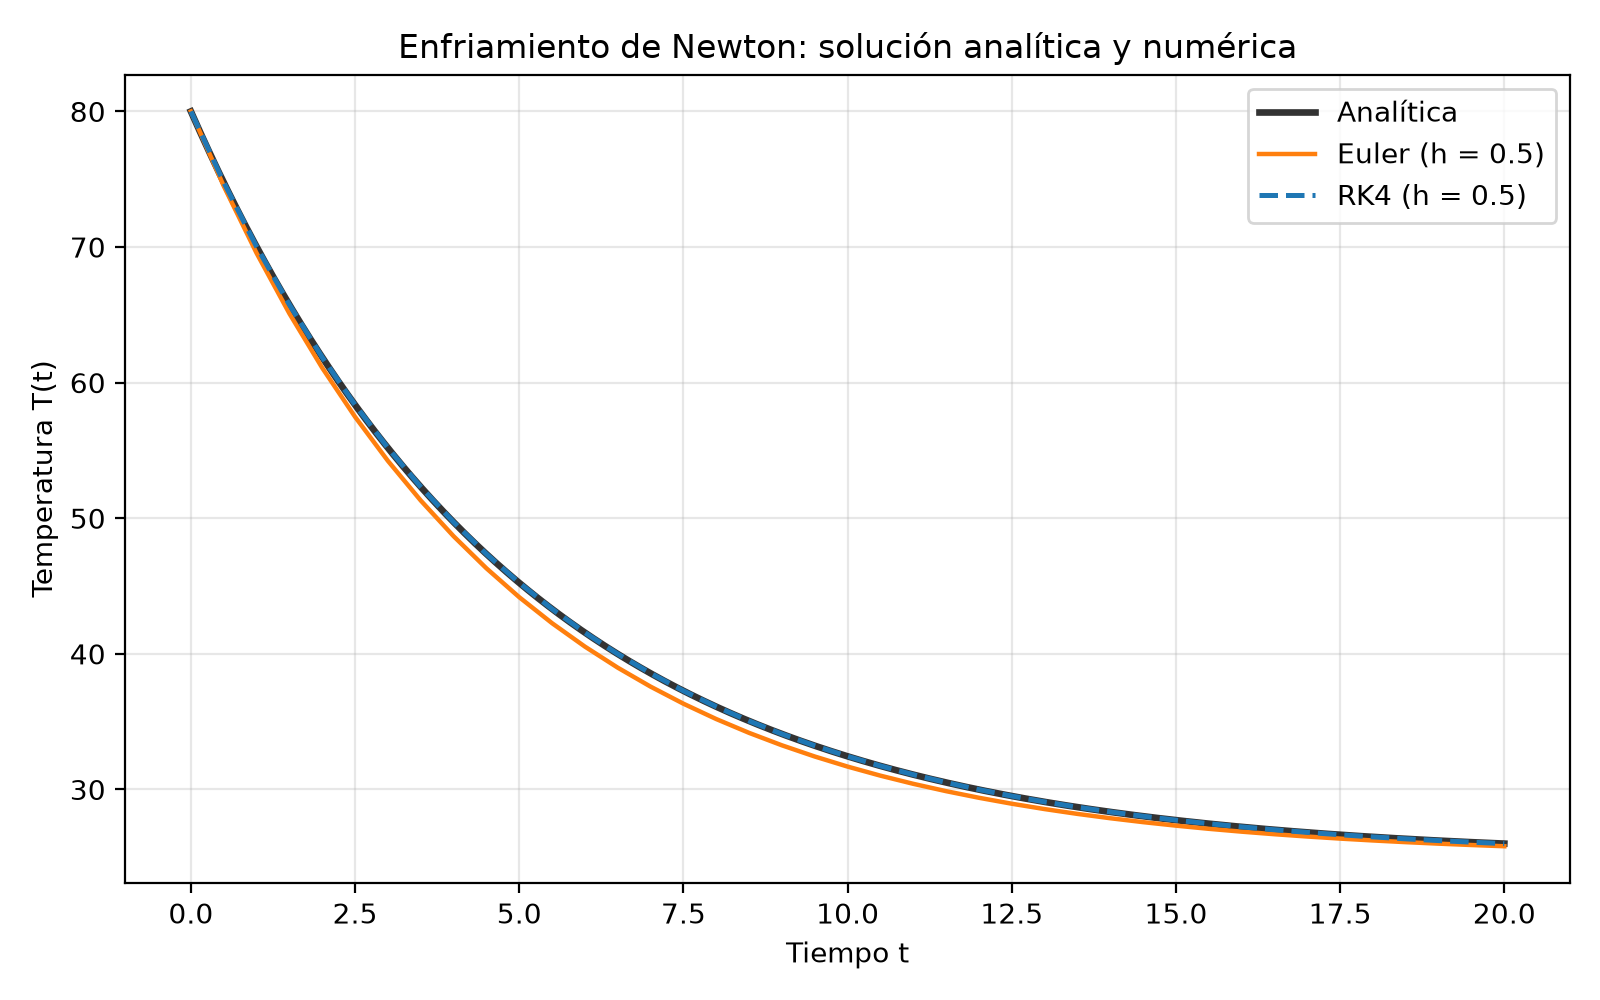 Enfriamiento de Newton: solución analítica y numérica
Analítica
Euler (h = 0.5)
RK4 (h = 0.5)
Temperatura T(t)
80
70
60
50
40
30
0.0 2.5 5.0 7.5 10.0 12.5 15.0 17.5 20.0
Tiempo t